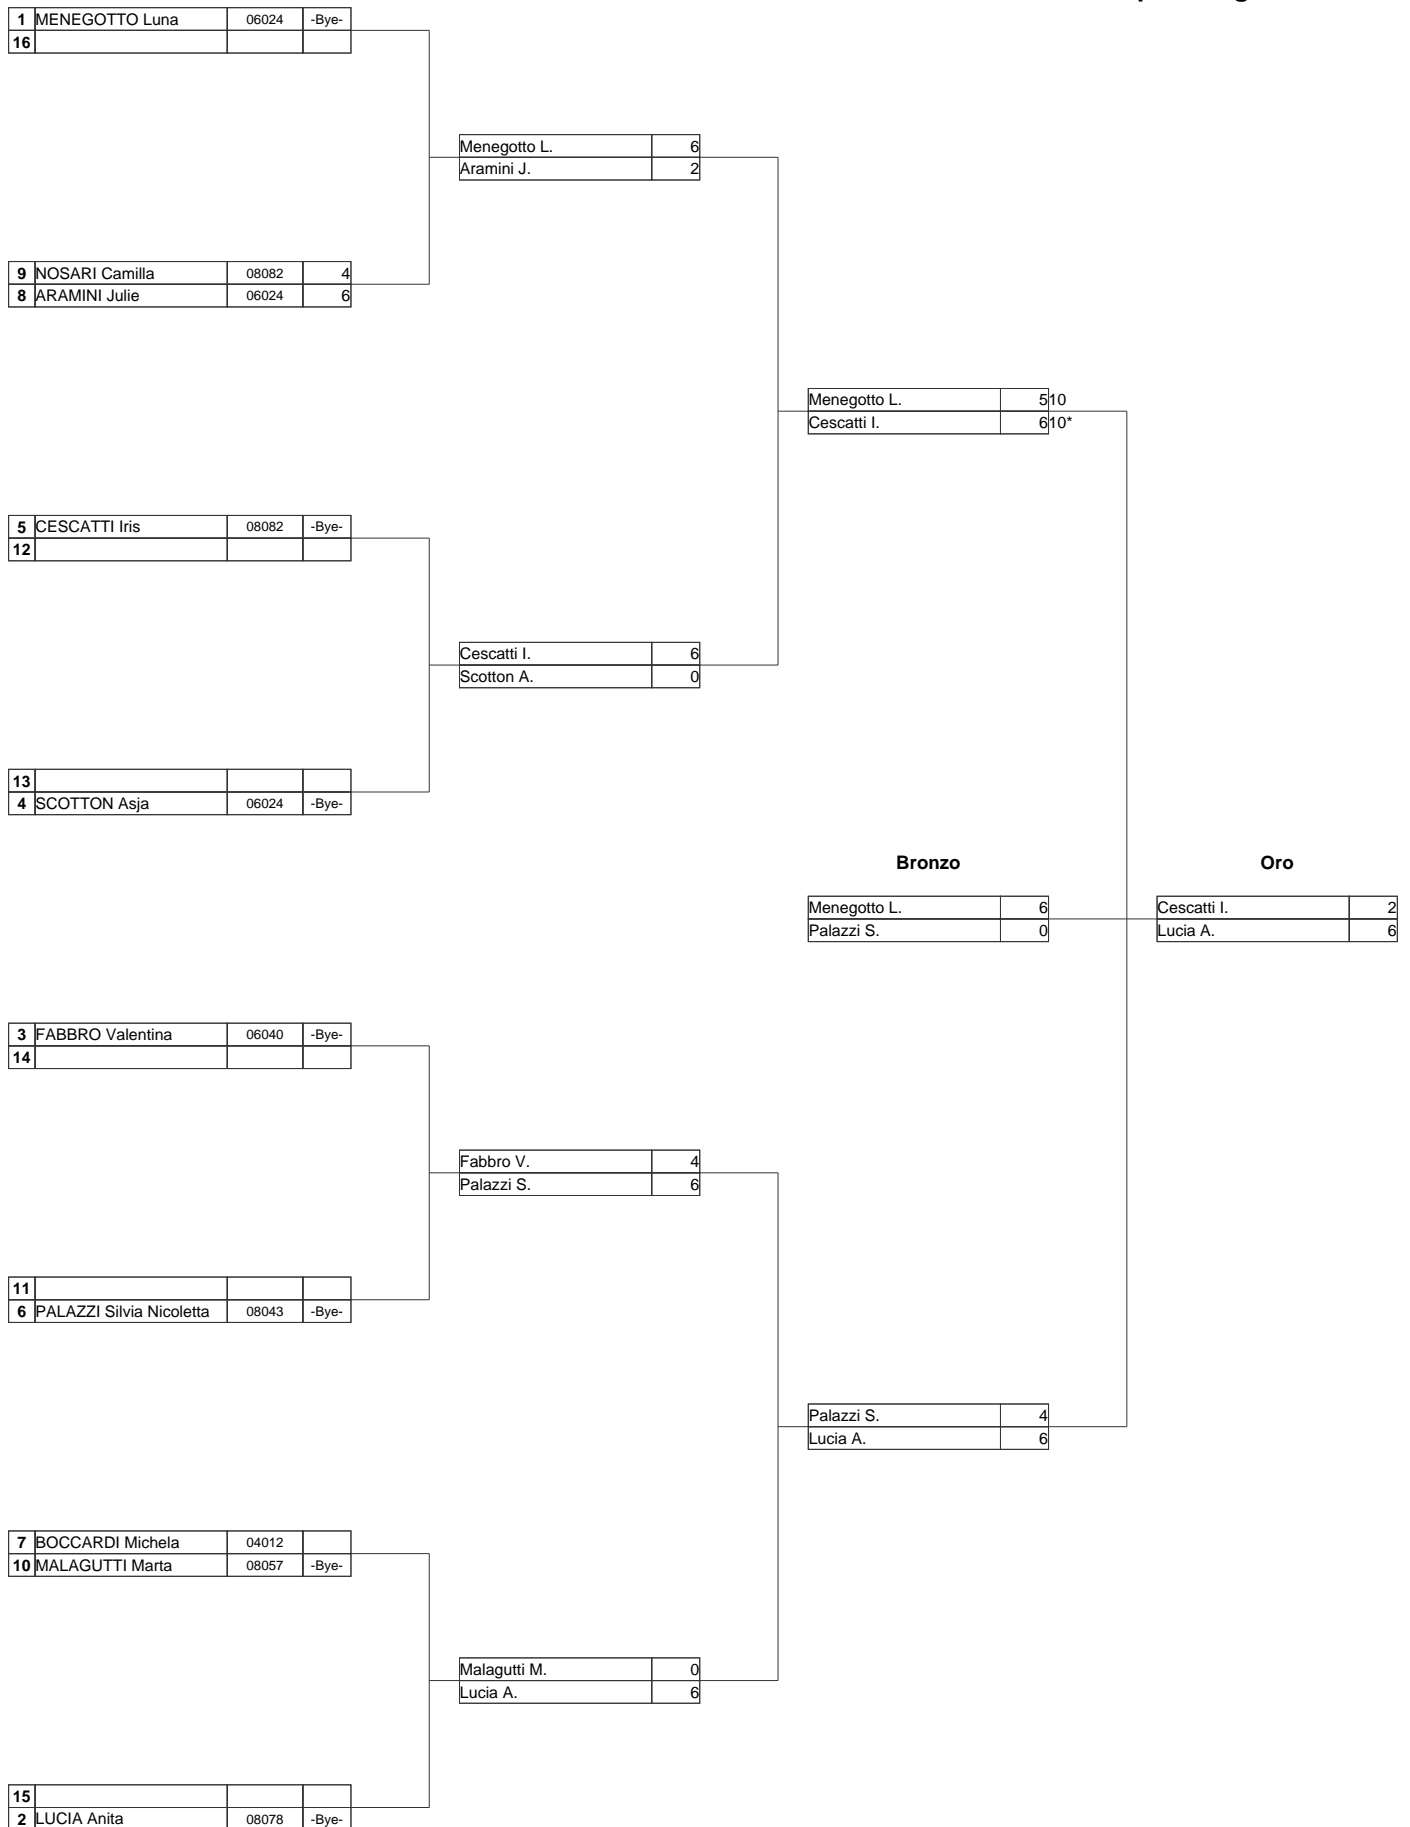 1 MENEGOTTO Luna 06024 -Bye-
16
Menegotto L. 6
Aramini J. 2
9 NOSARI Camilla 08082 4
8 ARAMINI Julie 06024 6
Menegotto L. 5 10
Cescatti I. 6 10*
5 CESCATTI Iris 08082 -Bye-
12
Cescatti I. 6
Scotton A. 0
13
4 SCOTTON Asja 06024 -Bye-
Bronzo Oro
Menegotto L. 6 Cescatti I. 2
Palazzi S. 0 Lucia A. 6
3 FABBRO Valentina 06040 -Bye-
14
Fabbro V. 4
Palazzi S. 6
11
6 PALAZZI Silvia Nicoletta 08043 -Bye-
Palazzi S. 4
Lucia A. 6
7 BOCCARDI Michela 04012
10 MALAGUTTI Marta 08057 -Bye-
Malagutti M. 0
Lucia A. 6
15
2 LUCIA Anita 08078 -Bye-